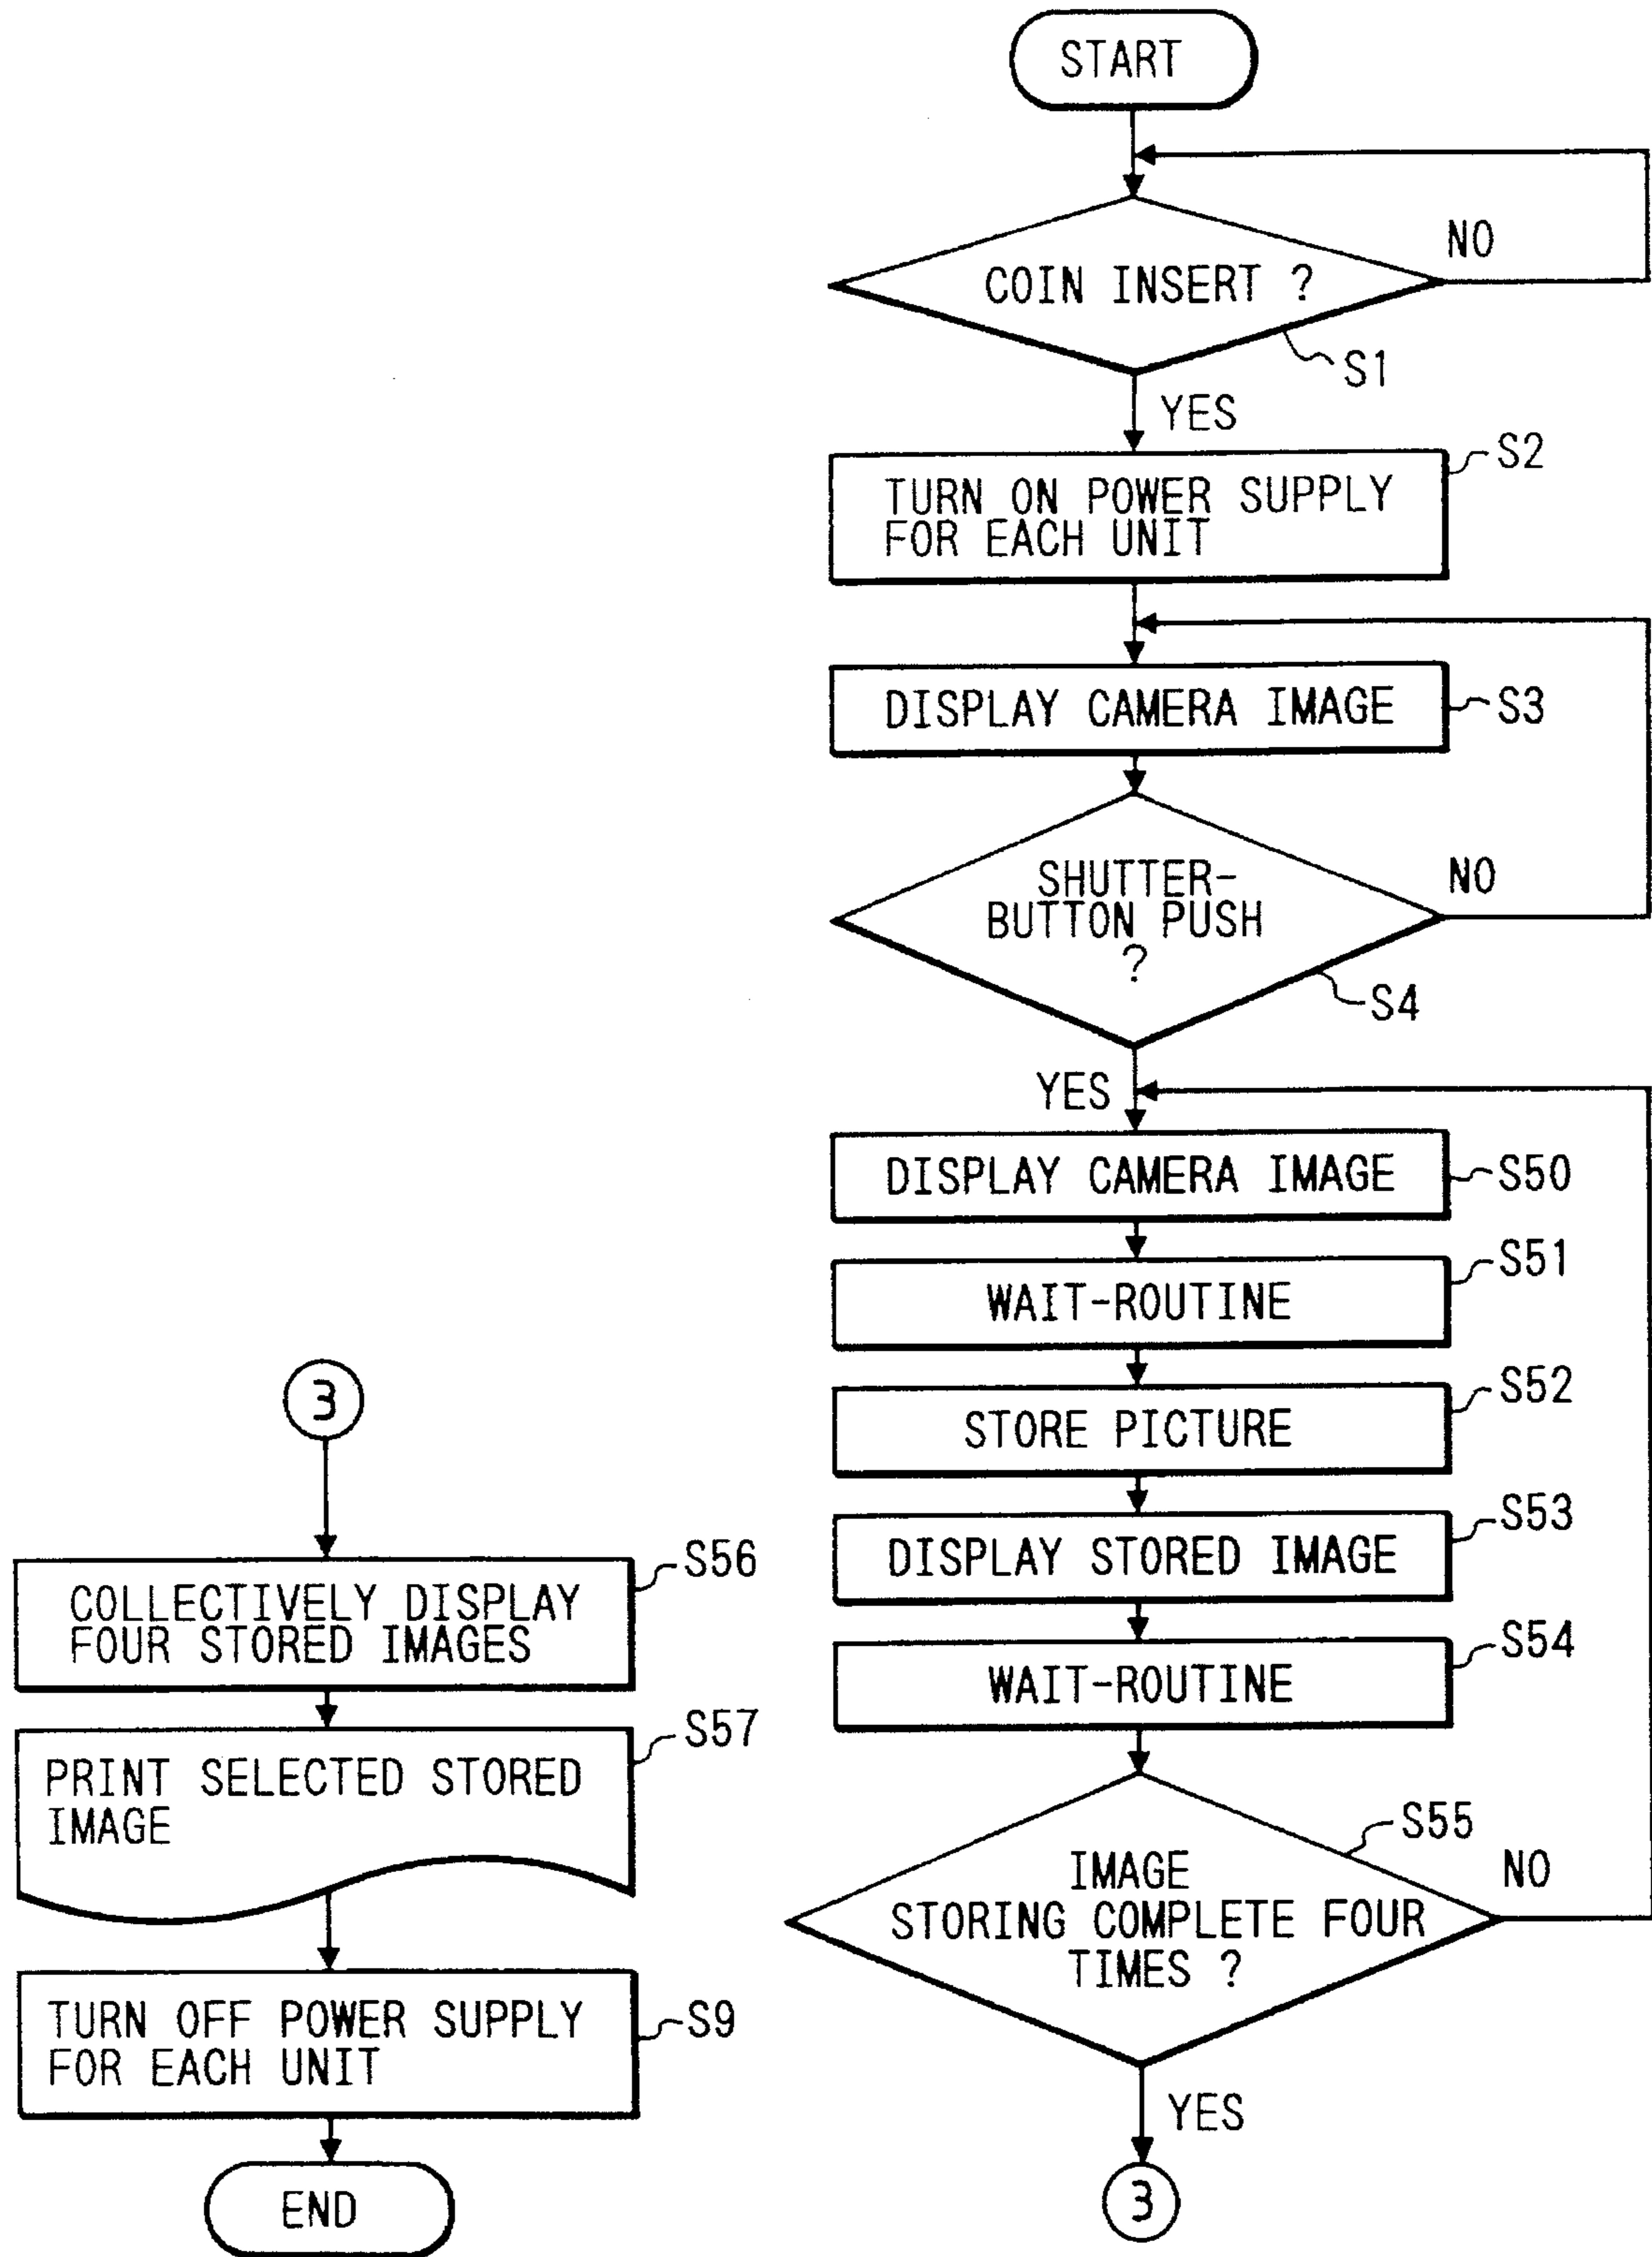 START
COIN INSERT ?
NO
S1
YES
S2
TURN ON POWER SUPPLY
FOR EACH UNIT
DISPLAY CAMERA IMAGE
S3
SHUTTER-
BUTTON PUSH
?
NO
S4
YES
DISPLAY CAMERA IMAGE
S50
WAIT-ROUTINE
S51
STORE PICTURE
S52
DISPLAY STORED IMAGE
S53
WAIT-ROUTINE
S54
IMAGE
STORING COMPLETE FOUR
TIMES ?
S55
NO
YES
3
3
COLLECTIVELY DISPLAY
FOUR STORED IMAGES
S56
PRINT SELECTED STORED
IMAGE
S57
TURN OFF POWER SUPPLY
FOR EACH UNIT
S9
END